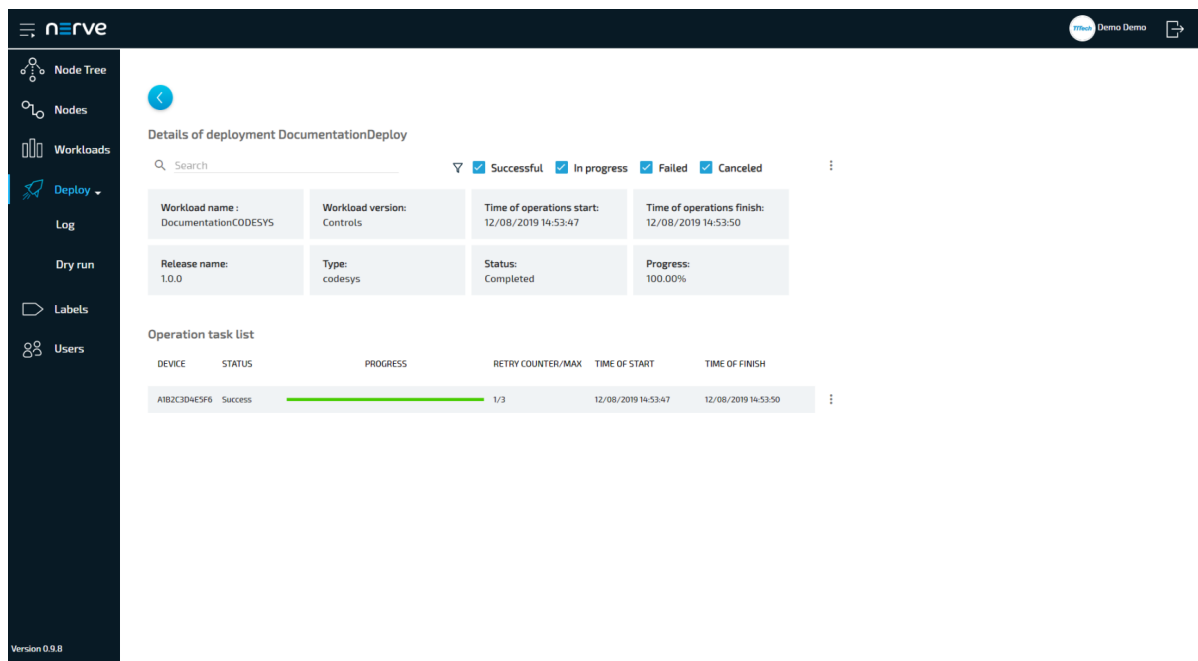 nerve
TTTech Demo Demo
Node Tree
Nodes
Workloads
Deploy
Log
Dry run
Labels
Users
Version 0.9.8
Details of deployment DocumentationDeploy
Search
Successful In progress Failed Canceled
Workload name : Workload version: Time of operations start: Time of operations finish:
DocumentationCODESYS Controls 12/08/2019 14:53:47 12/08/2019 14:53:50
Release name: Type: Status: Progress:
1.0.0 codesys Completed 100.00%
Operation task list
DEVICE STATUS PROGRESS RETRY COUNTER/MAX TIME OF START TIME OF FINISH
A1B2C3D4E5F6 Success 1/3 12/08/2019 14:53:47 12/08/2019 14:53:50